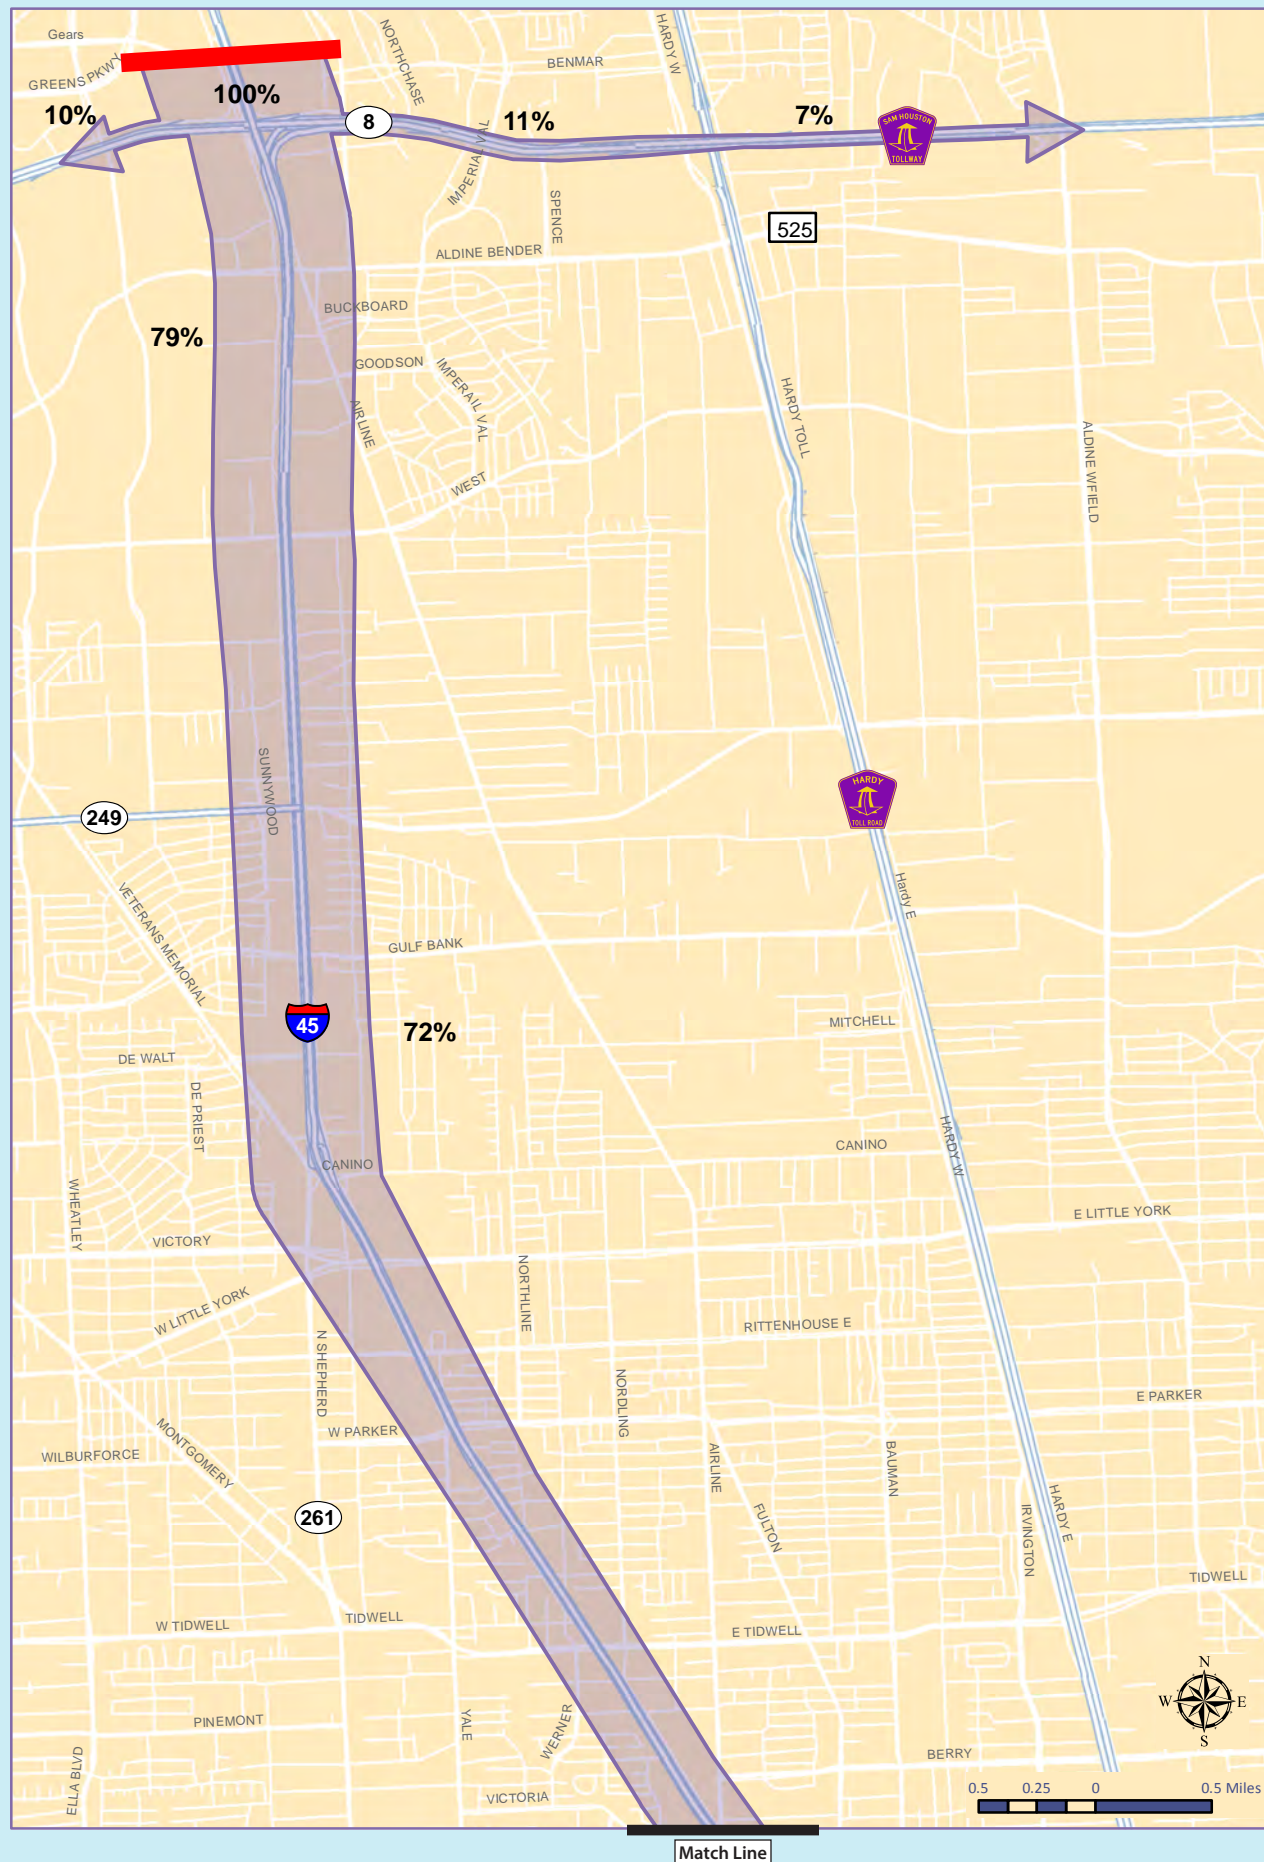 Gears
GREENS PKWY
NORTHCHASE
BENMAR
HARDY W
10%
100%
8
11%
7%
SAM HOUSTON
TOLLWAY
IMPERIAL VAL
SPENCE
525
ALDINE BENDER
BUCKBOARD
79%
GOODSON
IMPERAIL VAL
AIRLINE
HARDY TOLL
WEST
ALDINE WFIELD
SUNNYWOOD
249
HARDY
TOLL ROAD
VETERANS MEMORIAL
Hardy E
GULF BANK
45
72%
MITCHELL
DE WALT
DE PRIEST
CANINO
CANINO
HARDY W
WHEATLEY
E LITTLE YORK
VICTORY
W LITTLE YORK
NORTHLINE
RITTENHOUSE E
N SHEPHERD
NORDLING
E PARKER
W PARKER
WILBURFORCE
MONTGOMERY
AIRLINE
BAUMAN
261
FULTON
IRVINGTON
HARDY E
TIDWELL
W TIDWELL
TIDWELL
E TIDWELL
N
W
E
S
PINEMONT
YALE
WERNER
BERRY
ELLA BLVD
VICTORIA
0.5 0.25 0 0.5 Miles
Match Line